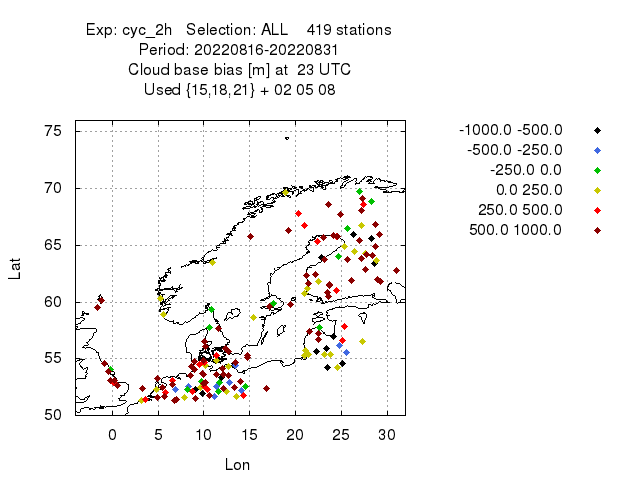 Exp: cyc_2h   Selection: ALL    419 stations
Period: 20220816-20220831
Cloud base bias [m] at  23 UTC
Used {15,18,21} + 02 05 08
-1000.0 -500.0
-500.0 -250.0
-250.0 0.0
0.0 250.0
250.0 500.0
500.0 1000.0
Lat
75
70
65
60
55
50
0 5 10 15 20 25 30
Lon